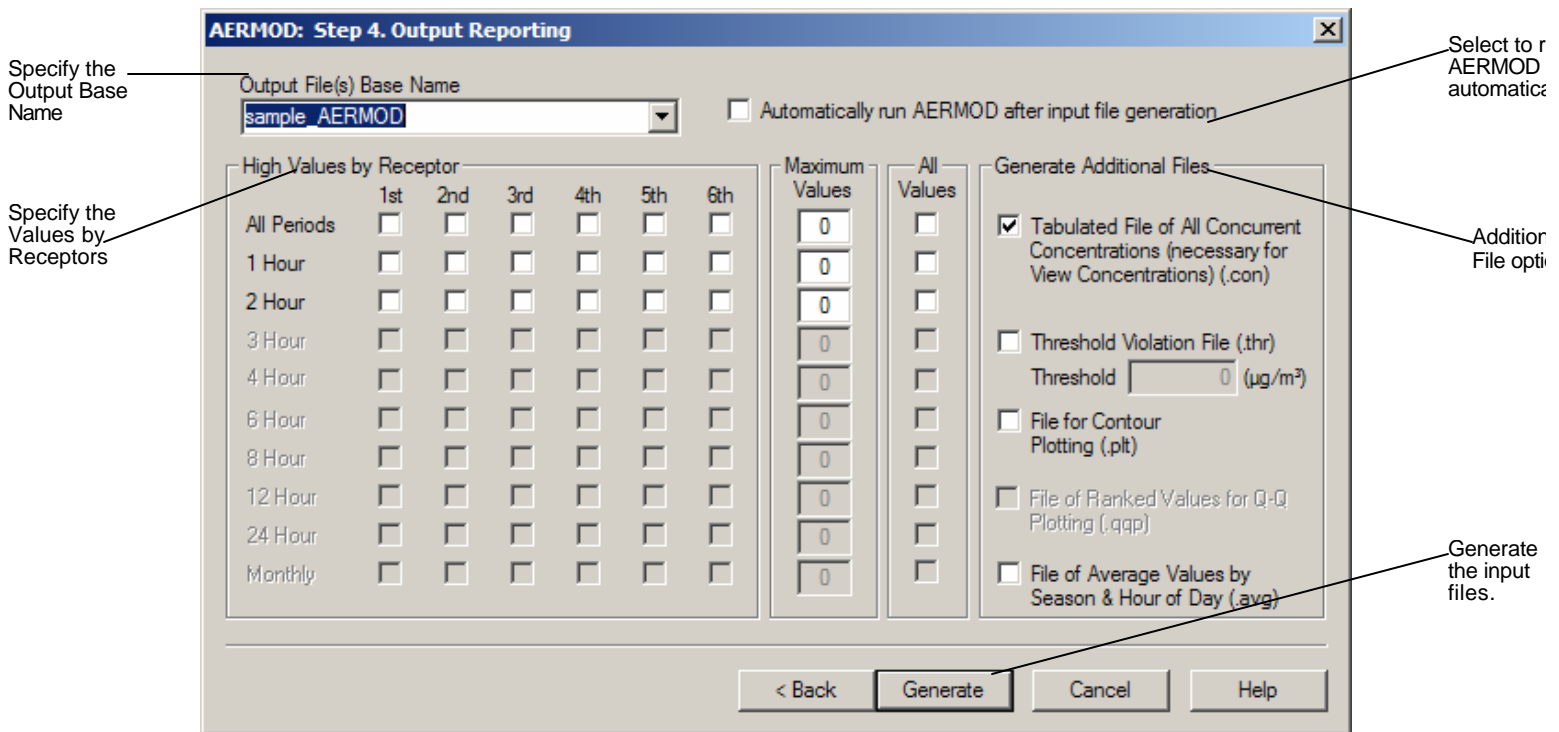 AERMOD: Step 4. Output Reporting
Specify the
Output Base
Name
Output File(s) Base Name
sample_AERMOD
Automatically run AERMOD after input file generation
Select to
AERMOD
High Values by Receptor
1st 2nd 3rd 4th 5th 6th
Maximum
Values
All
Values
Generate Additional Files
Specify the
Values by
Receptors
All Periods 0
1 Hour 0
2 Hour 0
3 Hour 0
4 Hour 0
6 Hour 0
8 Hour 0
12 Hour 0
24 Hour 0
Monthly 0
Tabulated File of All Concurrent
Concentrations (necessary for
View Concentrations) (.con)
Threshold Violation File (.thr)
Threshold 0 (µg/m³)
File for Contour
Plotting (.plt)
File of Ranked Values for Q-Q
Plotting (.qqp)
File of Average Values by
Season & Hour of Day (.avg)
File
Generate
the input
files.
< Back Generate Cancel Help